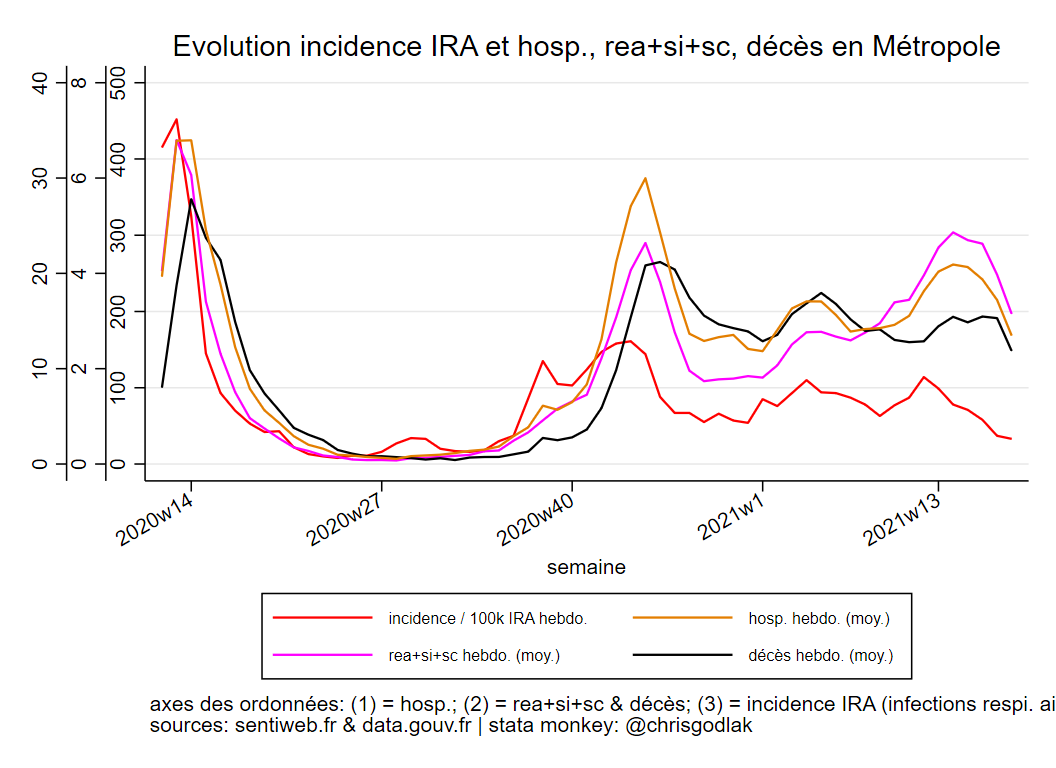 Evolution incidence IRA et hosp., rea+si+sc, décès en Métropole
40
30
20
10
0
8
6
4
2
0
500
400
300
200
100
0
2020w14
2020w27
2020w40
2021w1
2021w13
semaine
incidence / 100k IRA hebdo.
hosp. hebdo. (moy.)
rea+si+sc hebdo. (moy.)
décès hebdo. (moy.)
axes des ordonnées: (1) = hosp.; (2) = rea+si+sc & décès; (3) = incidence IRA (infections respi. ai
sources: sentiweb.fr & data.gouv.fr | stata monkey: @chrisgodlak